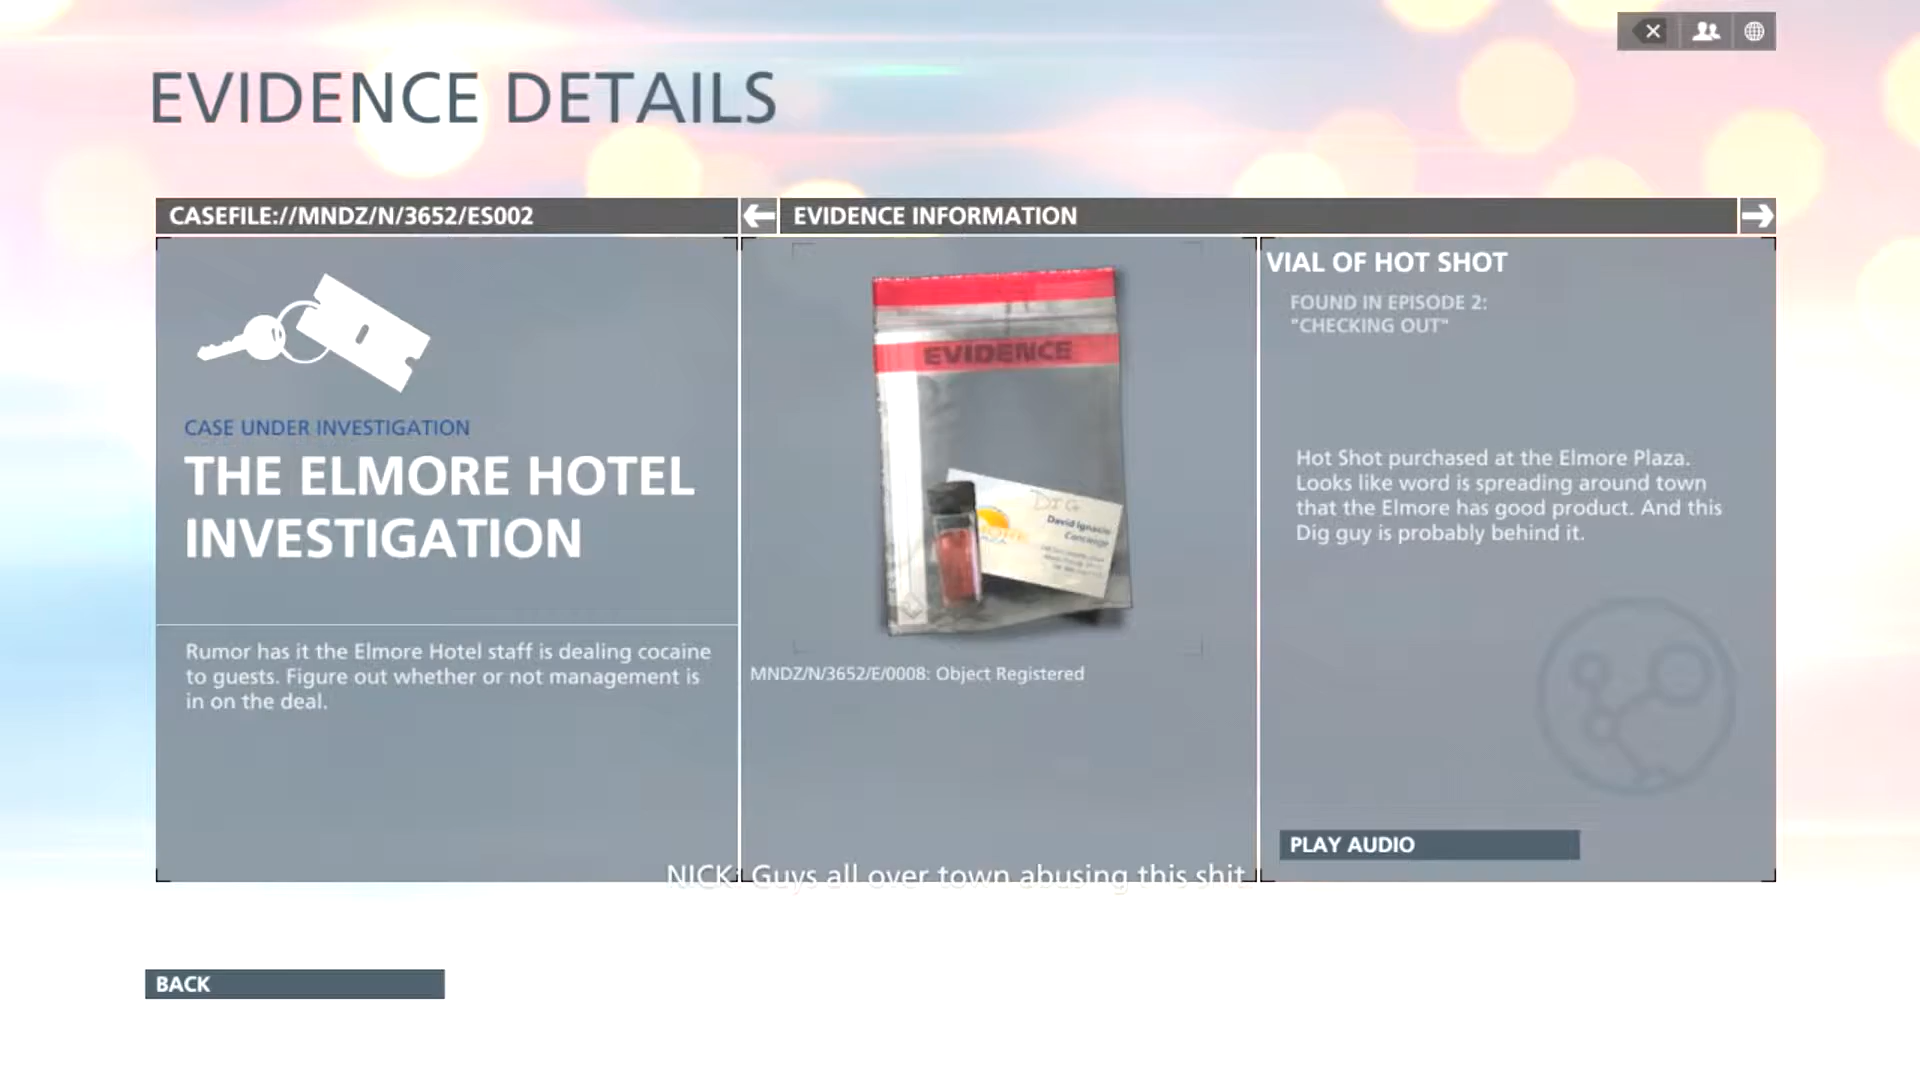 EVIDENCE DETAILS
CASEFILE://MNDZ/N/3652/ES002
EVIDENCE INFORMATION
CASE UNDER INVESTIGATION
THE ELMORE HOTEL
INVESTIGATION
Rumor has it the Elmore Hotel staff is dealing cocaine
to guests. Figure out whether or not management is
in on the deal.
EVIDENCE
DIG
David Ignacio
Concierge
MNDZ/N/3652/E/0008: Object Registered
VIAL OF HOT SHOT
FOUND IN EPISODE 2:
"CHECKING OUT"
Hot Shot purchased at the Elmore Plaza.
Looks like word is spreading around town
that the Elmore has good product. And this
Dig guy is probably behind it.
PLAY AUDIO
NICK: Guys all over town abusing this shit
BACK